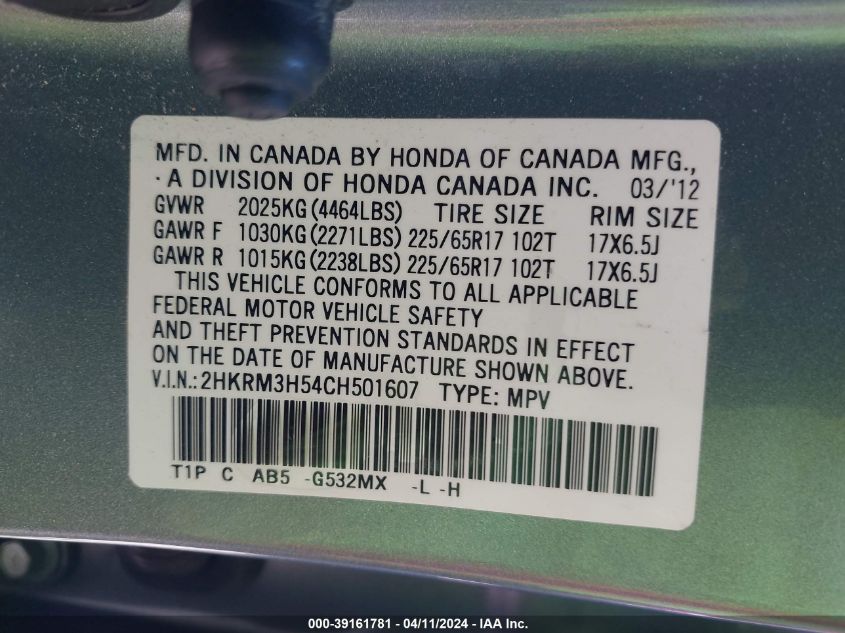 MFD. IN CANADA BY HONDA OF CANADA MFG.,
· A DIVISION OF HONDA CANADA INC. 03/'12
GVWR 2025KG (4464LBS) TIRE SIZE RIM SIZE
GAWR F 1030KG (2271LBS) 225/65R17 102T 17X6.5J
GAWR R 1015KG (2238LBS) 225/65R17 102T 17X6.5J
THIS VEHICLE CONFORMS TO ALL APPLICABLE
FEDERAL MOTOR VEHICLE SAFETY
AND THEFT PREVENTION STANDARDS IN EFFECT
ON THE DATE OF MANUFACTURE SHOWN ABOVE.
V.I.N.: 2HKRM3H54CH501607 TYPE: MPV
T1P C AB5 -G532MX -L -H
000-39161781 - 04/11/2024 - IAA Inc.